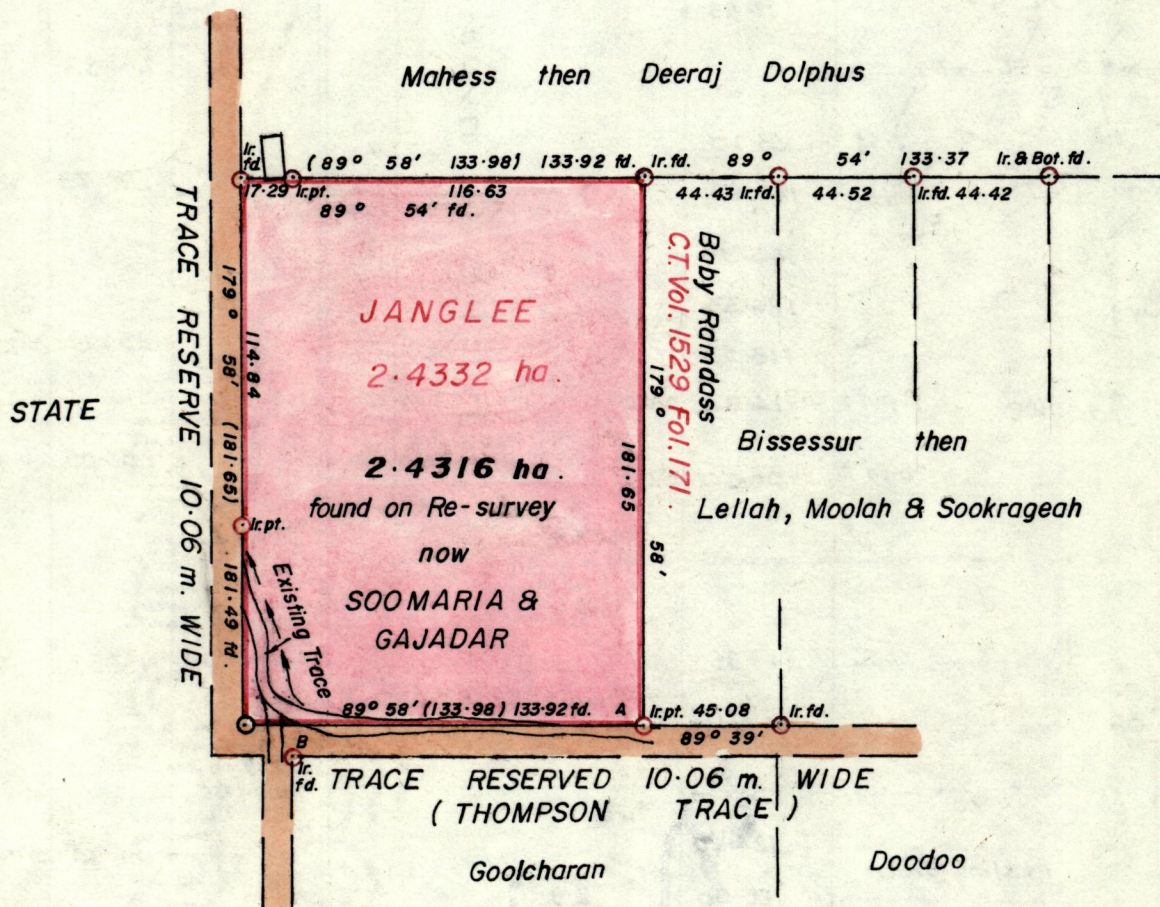 Mahess then Deeraj Dolphus
Ir. fd.
(89° 58' 133·98) 133·92 fd. Ir.fd. 89° 54' 133·37 Ir. & Bot. fd.
17·29 Ir.pt. 116·63 44·43 Ir.fd. 44·52 Ir.fd. 44·42
89° 54' fd.
TRACE RESERVE 10·06 m. WIDE
179° 58' (181·65) 181·49 fd.
114·84
STATE
JANGLEE
2·4332 ha.
2·4316 ha.
found on Re-survey
now
SOOMARIA &
GAJADAR
Ir.pt.
Existing Trace
181·65
179° 58'
C.T. Vol. 1529 Fol. 171.
Baby Ramdass
Bissessur then
Lellah, Moolah & Sookrageah
89° 58' (133·98) 133·92 fd. A Ir.pt. 45·08 Ir.fd.
89° 39'
B
Ir. fd.
TRACE RESERVED 10·06 m. WIDE
(THOMPSON TRACE)
Goolcharan
Doodoo